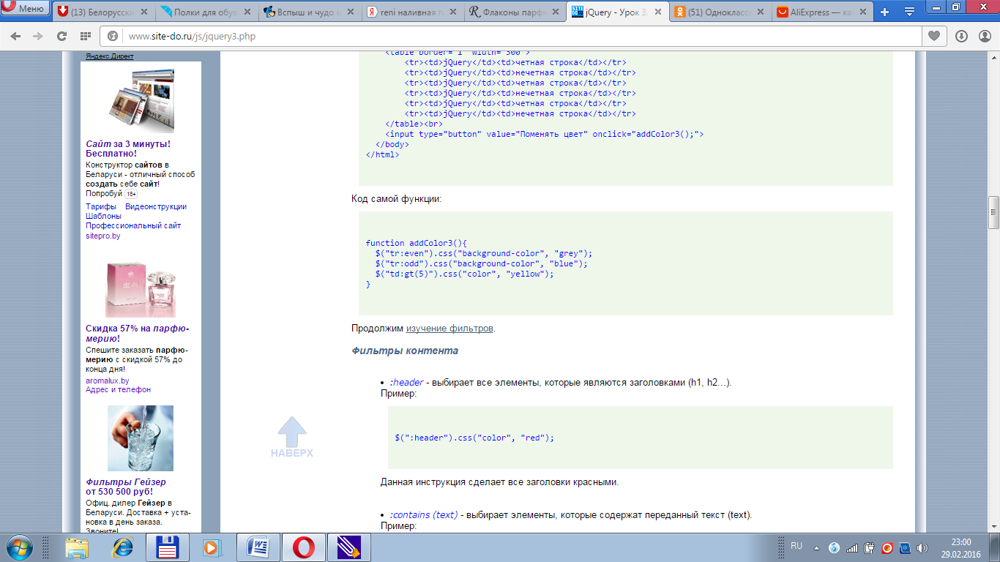 Меню
(13) Белорусски
Полки для обув
Вспыш и чудо м
reni наливная п
Флаконы парф
jQuery - Урок 3.
(51) Одноклассн
AliExpress — ка
www.site-do.ru/js/jquery3.php
Яндекс.Директ
Сайт за 3 минуты!
Бесплатно!
Конструктор сайтов в
Беларуси - отличный способ
создать себе сайт!
Попробуй 18+
Тарифы Видеонструкции
Шаблоны
Профессиональный сайт
sitepro.by
Скидка 57% на парфю-
мерию!
Спешите заказать парфю-
мерию с скидкой 57% до
конца дня!
aromalux.by
Адрес и телефон
Фильтры Гейзер
от 530 500 руб!
Офиц. дилер Гейзер в
Беларуси. Доставка + уста-
новка в день заказа.
Звоните!
НАВЕРХ
<table border="1" width="300">
<tr><td>jQuery</td><td>четная строка</td></tr>
<tr><td>jQuery</td><td>нечетная строка</td></tr>
<tr><td>jQuery</td><td>четная строка</td></tr>
<tr><td>jQuery</td><td>нечетная строка</td></tr>
<tr><td>jQuery</td><td>четная строка</td></tr>
<tr><td>jQuery</td><td>нечетная строка</td></tr>
</table><br>
<input type="button" value="Поменять цвет" onclick="addColor3();">
</body>
</html>
Код самой функции:
function addColor3(){
$("tr:even").css("background-color", "grey");
$("tr:odd").css("background-color", "blue");
$("td:gt(5)").css("color", "yellow");
}
Продолжим изучение фильтров.
Фильтры контента
:header - выбирает все элементы, которые являются заголовками (h1, h2...).
Пример:
$(":header").css("color", "red");
Данная инструкция сделает все заголовки красными.
:contains (text) - выбирает элементы, которые содержат переданный текст (text).
Пример:
RU
23:00
29.02.2016